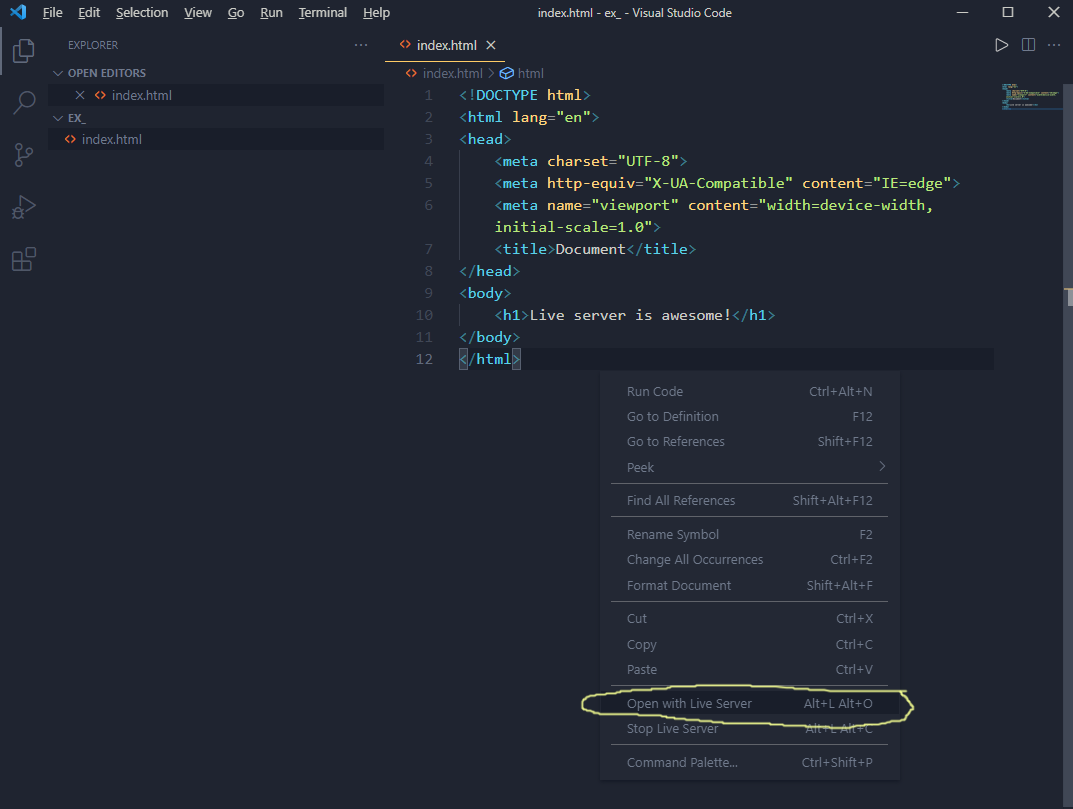 File Edit Selection View Go Run Terminal Help index.html - ex_ - Visual Studio Code
EXPLORER ...
OPEN EDITORS
index.html
EX_
index.html
index.html
index.html > html
1 <!DOCTYPE html>
2 <html lang="en">
3 <head>
4 <meta charset="UTF-8">
5 <meta http-equiv="X-UA-Compatible" content="IE=edge">
6 <meta name="viewport" content="width=device-width,
initial-scale=1.0">
7 <title>Document</title>
8 </head>
9 <body>
10 <h1>Live server is awesome!</h1>
11 </body>
12 </html>
Run Code Ctrl+Alt+N
Go to Definition F12
Go to References Shift+F12
Peek
Find All References Shift+Alt+F12
Rename Symbol F2
Change All Occurrences Ctrl+F2
Format Document Shift+Alt+F
Cut Ctrl+X
Copy Ctrl+C
Paste Ctrl+V
Open with Live Server Alt+L Alt+O
Stop Live Server Alt+L Alt+C
Command Palette... Ctrl+Shift+P